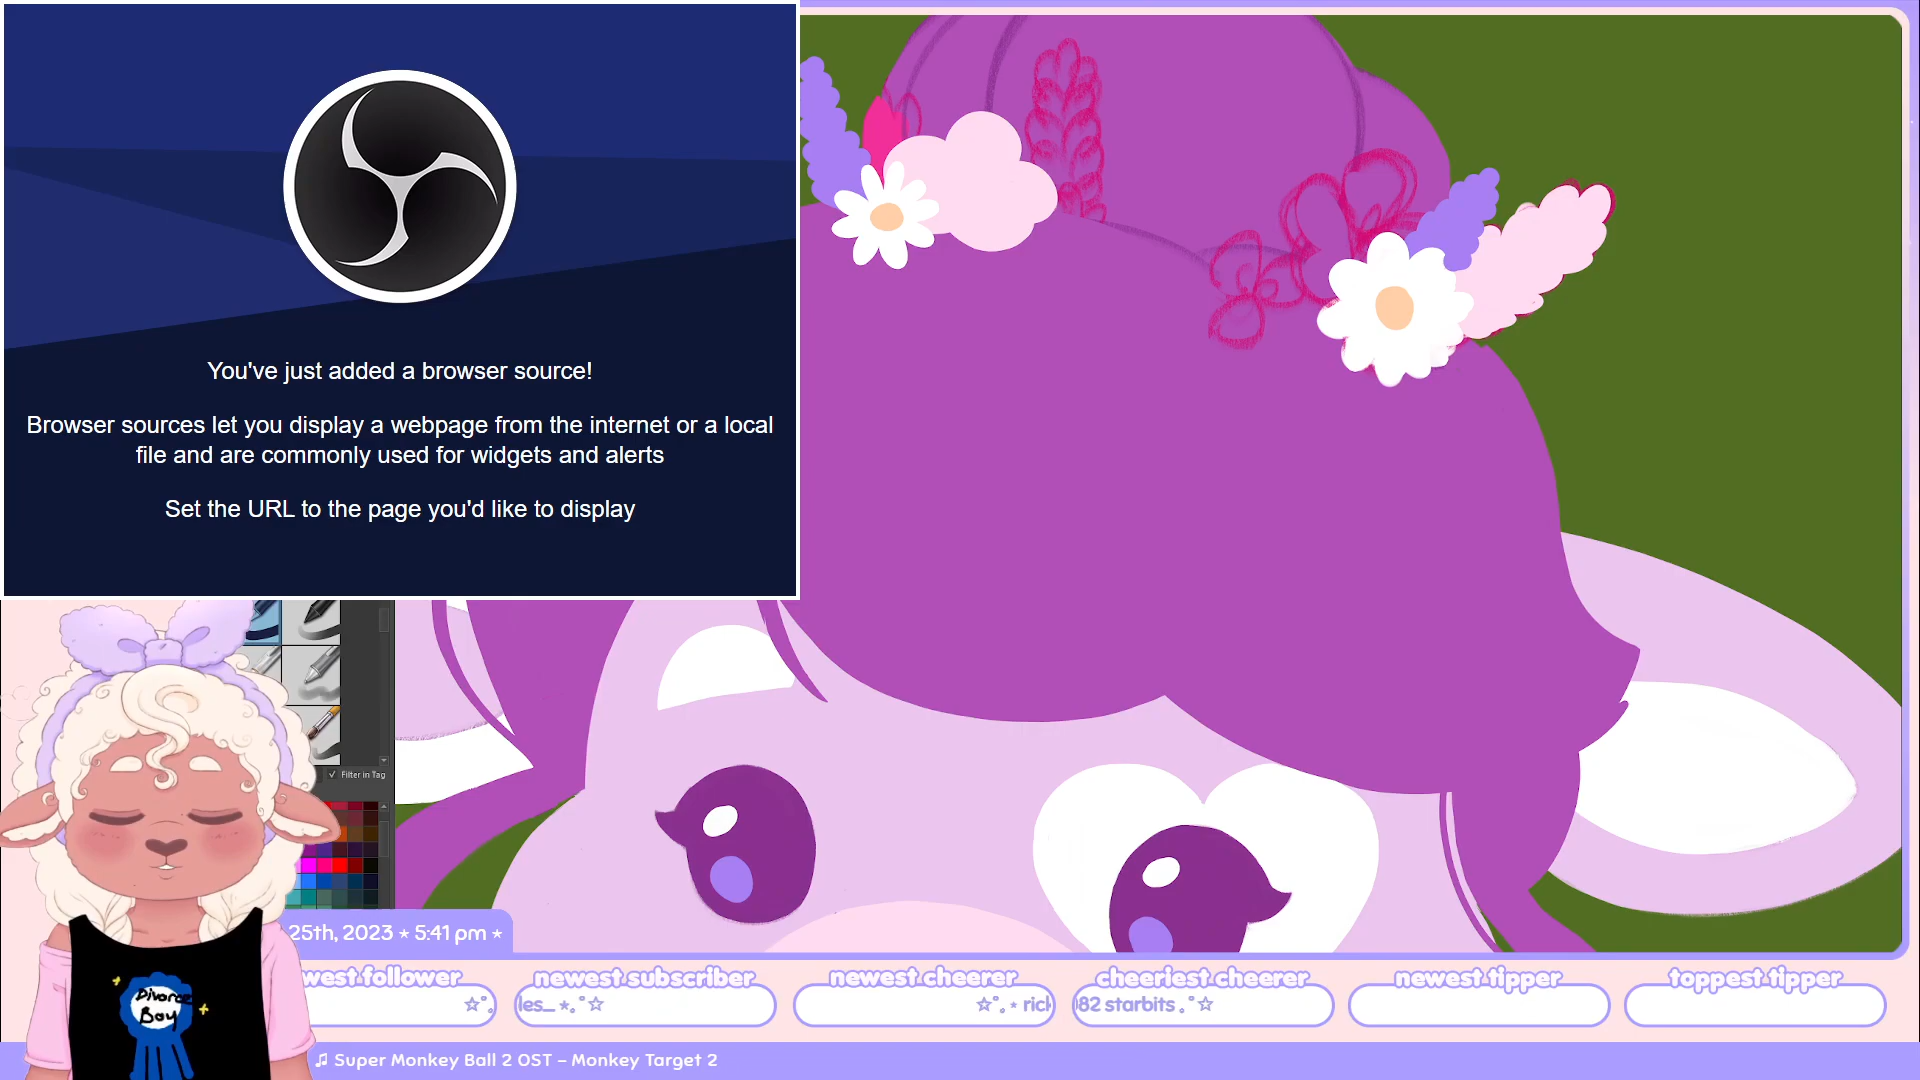 You've just added a browser source!
Browser sources let you display a webpage from the internet or a local
file and are commonly used for widgets and alerts
Set the URL to the page you'd like to display
Filter in Tag
25th, 2023 ★ 5:41 pm ★
Divorce
Boy
west follower
newest subscriber
newest cheerer
cheeriest cheerer
newest tipper
toppest tipper
☆°。
les_ ⋆.˚☆
☆°。⋆ rick
82 starbits .˚☆
♫ Super Monkey Ball 2 OST – Monkey Target 2